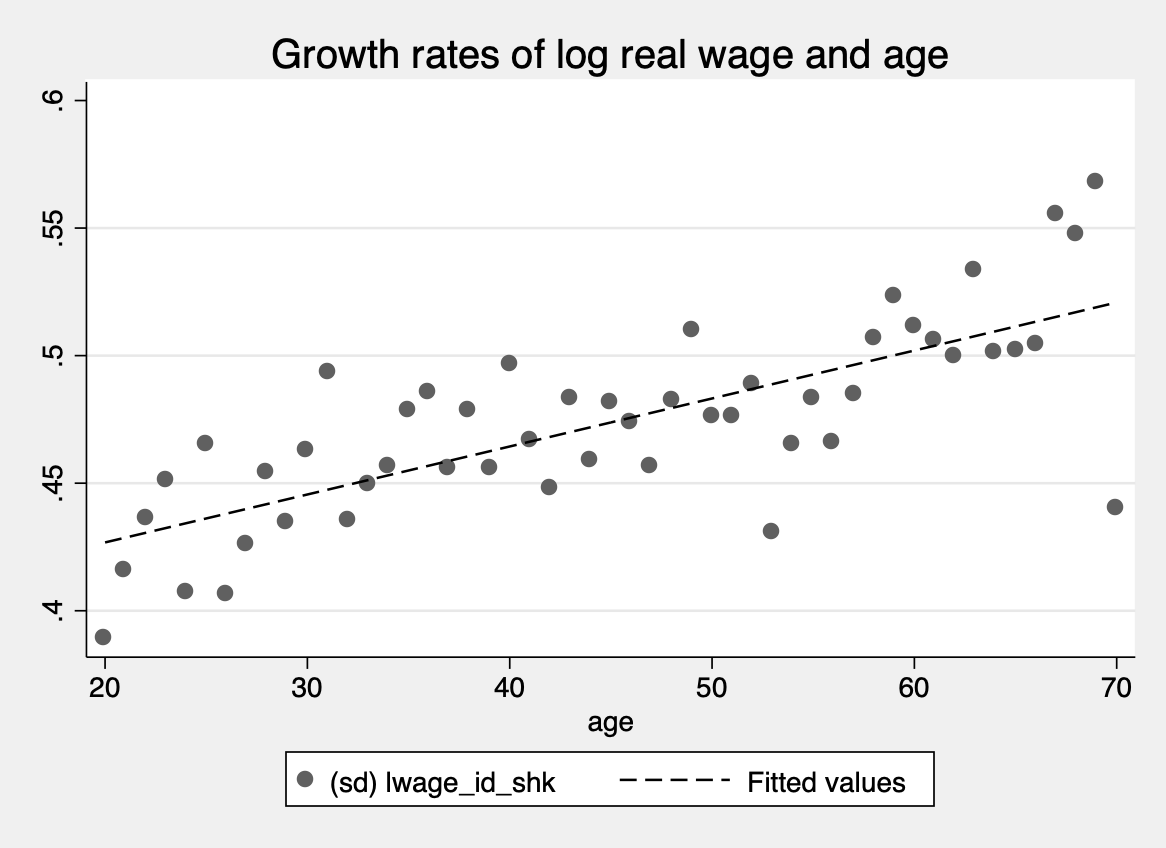 Growth rates of log real wage and age
.6
.55
.5
.45
.4
20 30 40 50 60 70
age
(sd) lwage_id_shk Fitted values